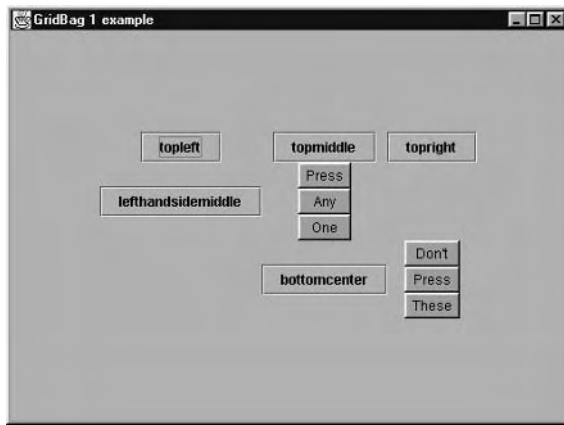 GridBag 1 example
topleft
topmiddle
topright
Press
lefthandsidemiddle
Any
One
Don't
bottomcenter
Press
These